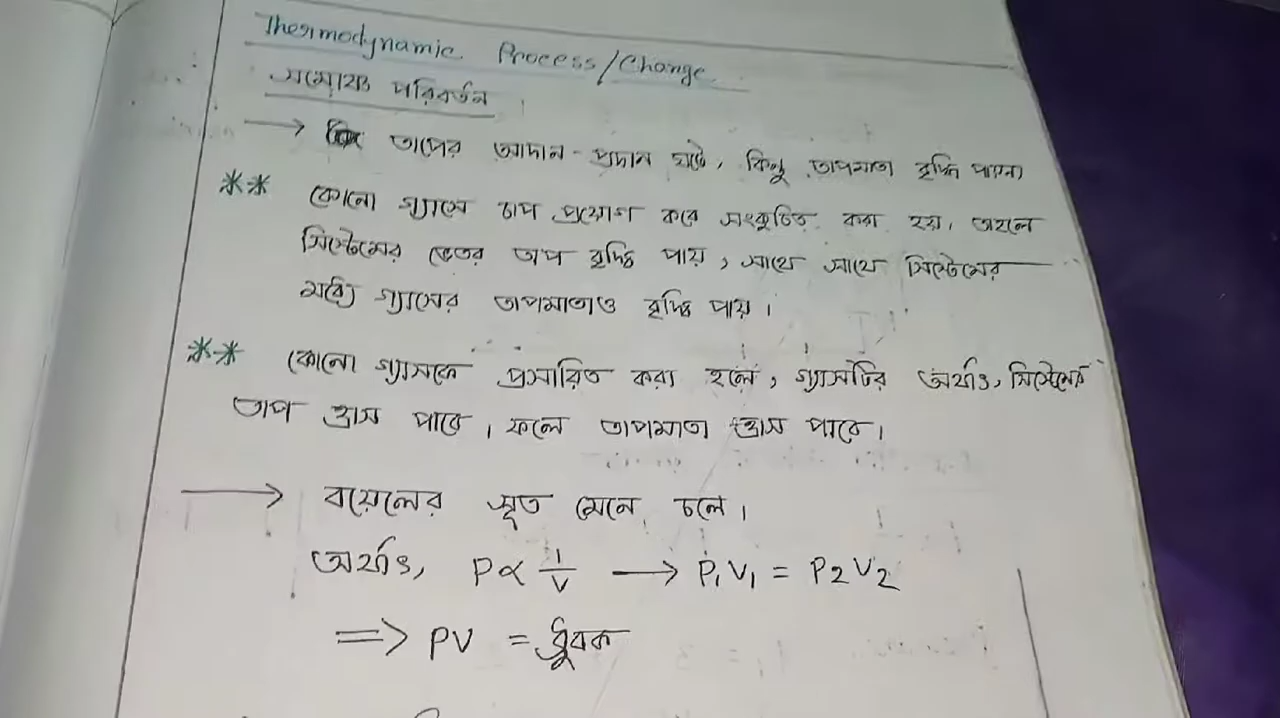 Thermodynamic Process/Change
সমোষ্ণ পরিবর্তন
→ তাপের আদান-প্রদান ঘটে, কিন্তু তাপমাত্রা বৃদ্ধি পায়না
** কোনো গ্যাসে চাপ প্রয়োগ করে সংকুচিত করা হয়, তাহলে
সিস্টেমের ভেতর তাপ বৃদ্ধি পায়, সাথে সাথে সিস্টেমের
মধ্যে গ্যাসের তাপমাত্রাও বৃদ্ধি পায়।
** কোনো গ্যাসকে প্রসারিত করা হলে, গ্যাসটির অর্থাৎ, সিস্টেমের
তাপ হ্রাস পাবে। ফলে তাপমাত্রা হ্রাস পাবে।
→ বয়েলের সূত্র মেনে চলে।
অর্থাৎ, P∝ 1/V → P₁V₁ = P₂V₂
⇒ PV = ধ্রুবক